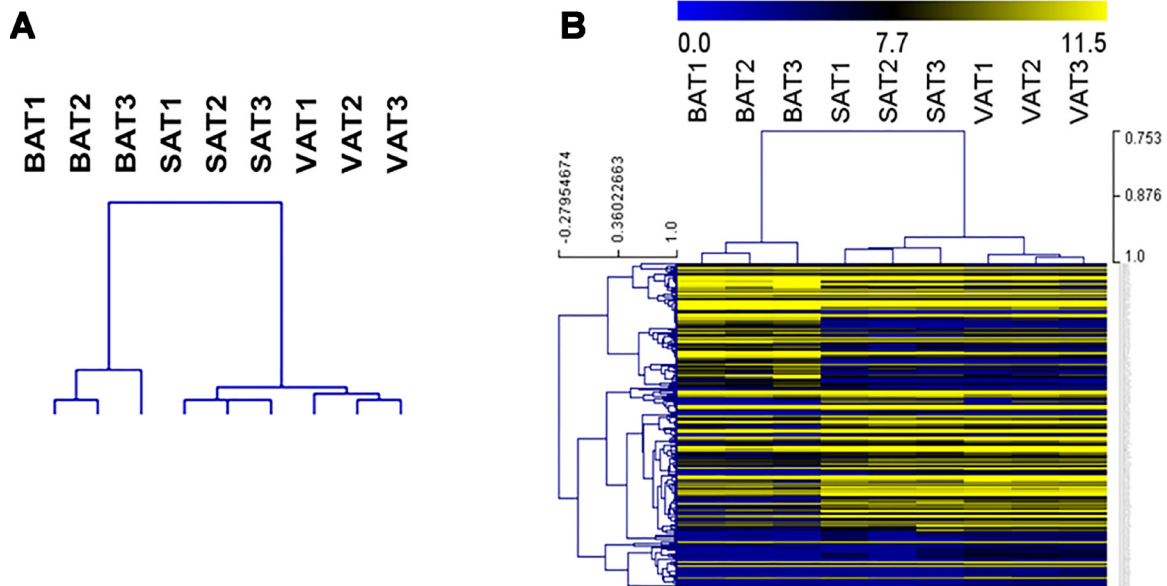 A
BAT1 BAT2 BAT3 SAT1 SAT2 SAT3 VAT1 VAT2 VAT3
B
0.0 7.7 11.5
BAT1 BAT2 BAT3 SAT1 SAT2 SAT3 VAT1 VAT2 VAT3
-0.27954674 0.36022663 1.0
0.753
0.876
1.0